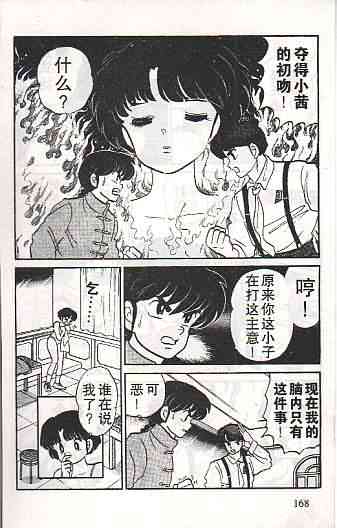 夺得小茜
的初吻！
什么？
哼！
原来你这小子
在打这主意！
乞……
谁在说
我了？
现在我的
脑内只有
这件事！
可
恶！
168